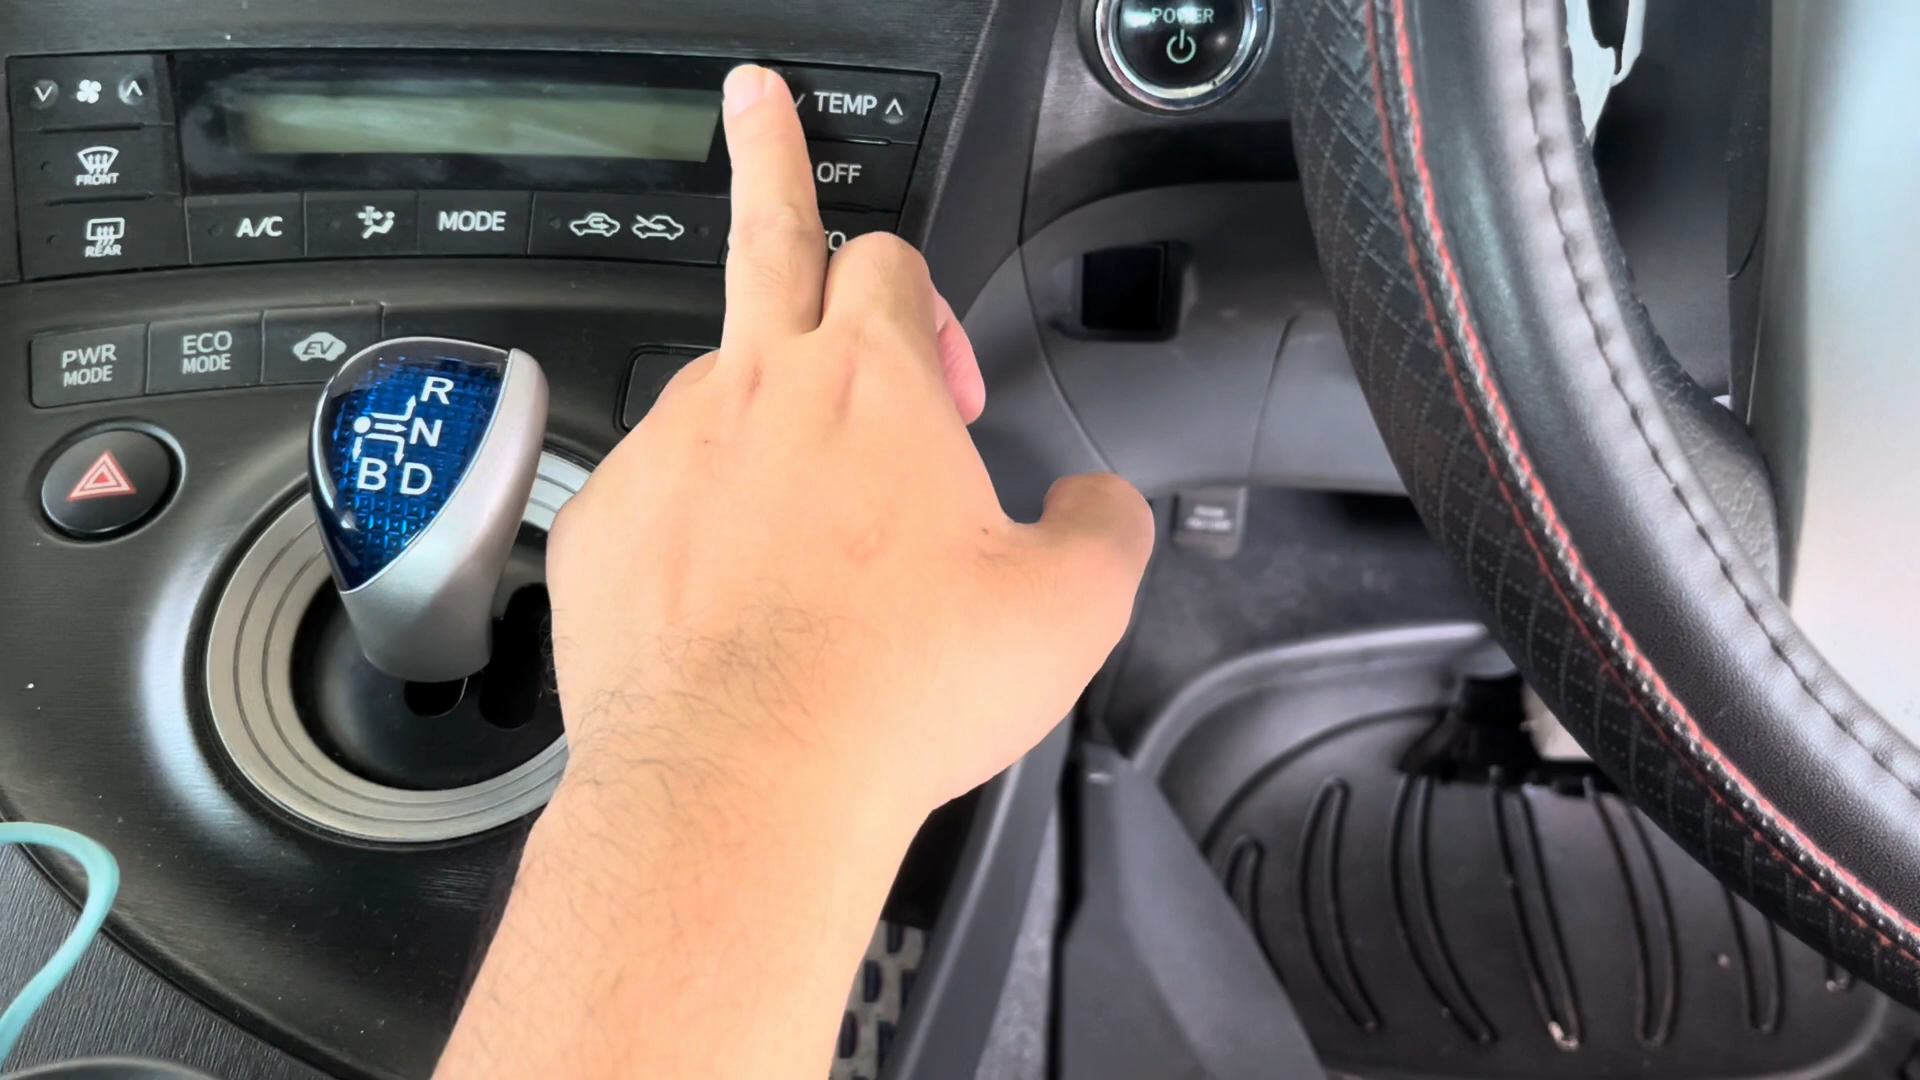 POWER
TEMP
OFF
FRONT
A/C
MODE
REAR
PWR
MODE
ECO
MODE
EV
R
N
B D